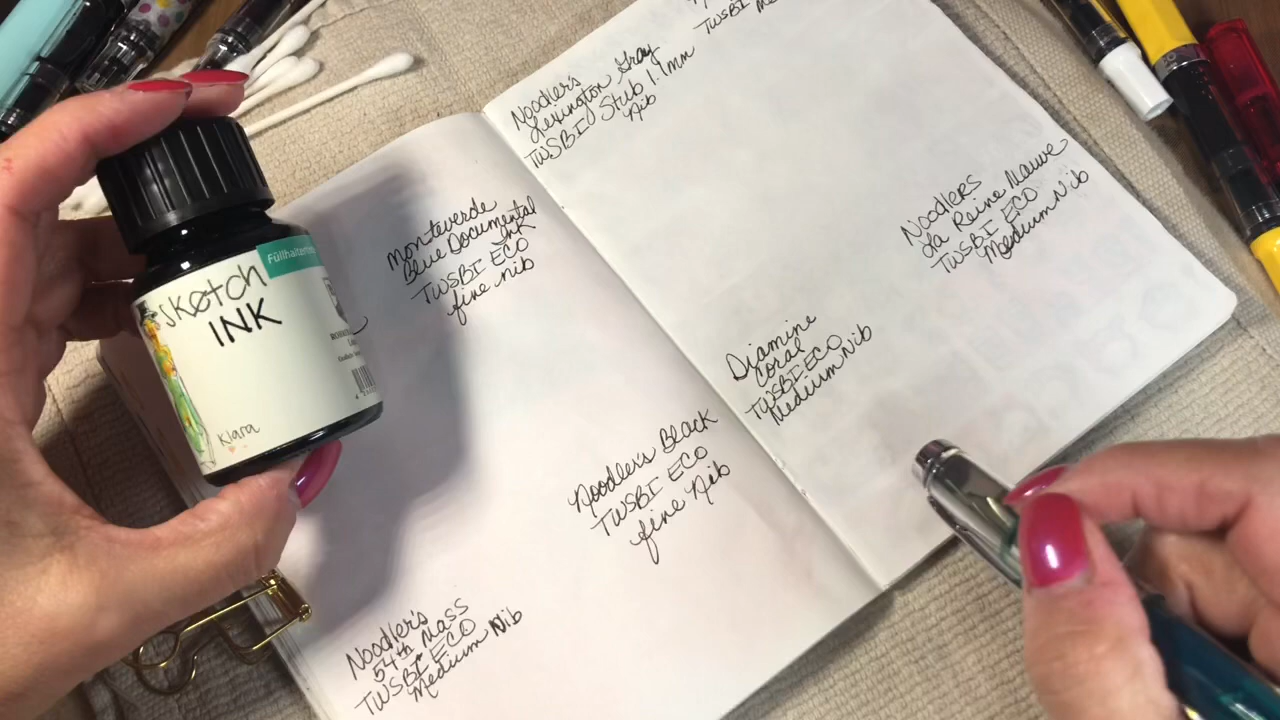 Füllhalterti
Sketch
INK
Klara
Monteverde
Blue Documental
Ink
TWSBI ECO
fine nib
Noodler's Black
TWSBI ECO
fine Nib
Noodler's
54th Mass
TWSBI ECO
Medium Nib
TWSBI
Noodler's
Lexington Gray
TWSBI Stub 1.1mm
Nib
Noodlers
La Reine Mauve
TWSBI ECO
Medium Nib
Diamine
Coral
TWSBI ECO
Medium Nib